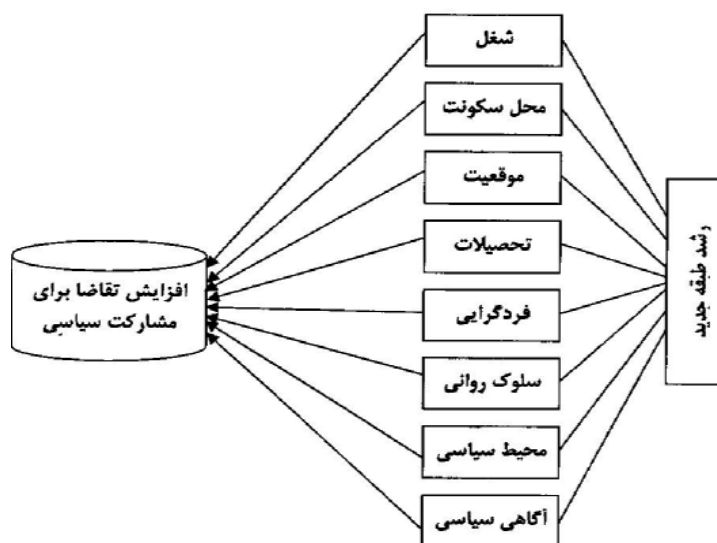 شغل
محل سکونت
موقعیت
تحصیلات
فردگرایی
سلوک روانی
محیط سیاسی
آگاهی سیاسی
رشد طبقه جدید
افزایش تقاضا برای
مشارکت سیاسی